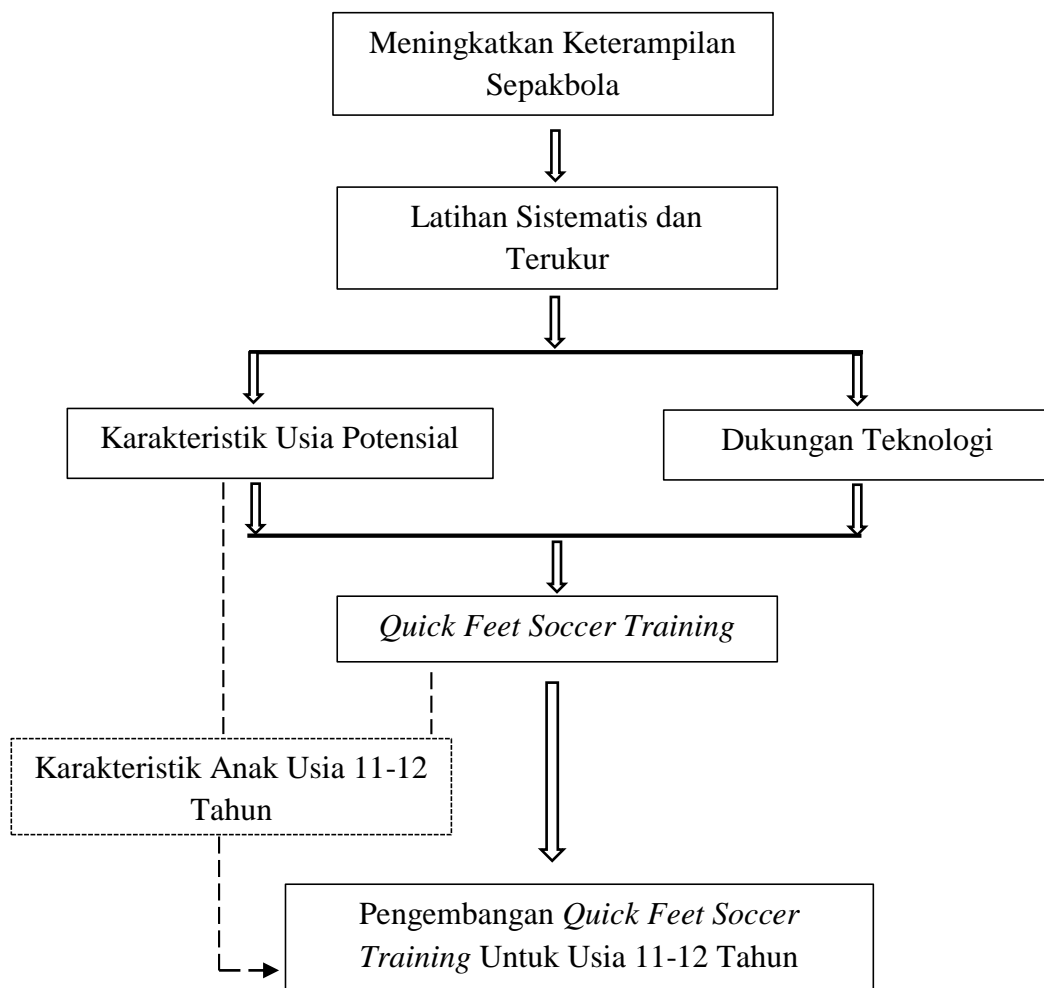 Meningkatkan Keterampilan
Sepakbola
Latihan Sistematis dan
Terukur
Karakteristik Usia Potensial
Dukungan Teknologi
Quick Feet Soccer Training
Karakteristik Anak Usia 11-12
Tahun
Pengembangan Quick Feet Soccer
Training Untuk Usia 11-12 Tahun